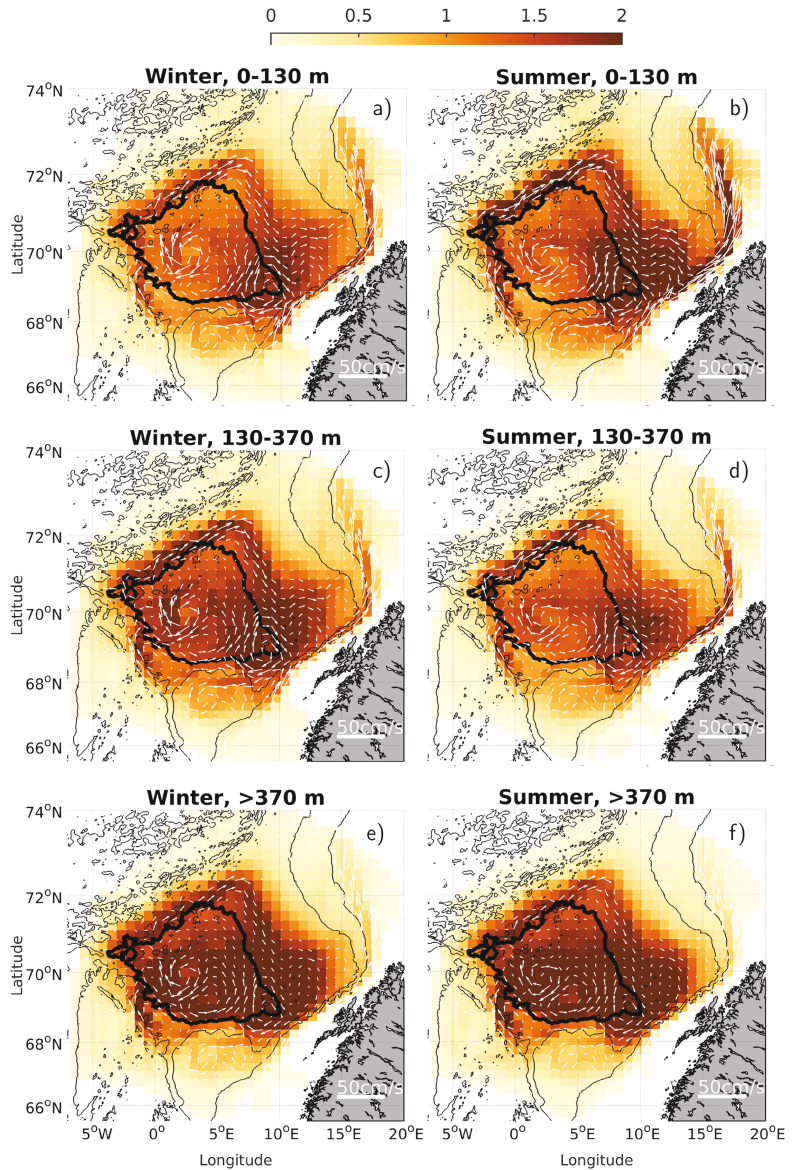 0 0.5 1 1.5 2
Winter, 0-130 m Summer, 0-130 m
74°N
a) b)
72°N
Latitude
70°N
68°N
66°N
50cm/s 50cm/s
Winter, 130-370 m Summer, 130-370 m
74°N
c) d)
72°N
Latitude
70°N
68°N
66°N
50cm/s 50cm/s
Winter, >370 m Summer, >370 m
74°N
e) f)
72°N
Latitude
70°N
68°N
66°N
50cm/s 50cm/s
5°W 0° 5°E 10°E 15°E 20°E 5°W 0° 5°E 10°E 15°E 20°E
Longitude Longitude